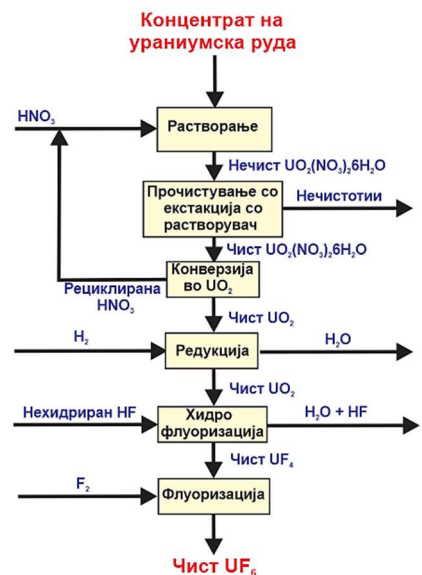 Концентрат на
ураниумска руда
HNO₃
Растворање
Нечист UO₂(NO₃)₂6H₂O
Прочистување со
екстакција со
растворувач
Нечистотии
Чист UO₂(NO₃)₂6H₂O
Конверзија
во UO₂
Рециклирана
HNO₃
Чист UO₂
H₂
Редукција
H₂O
Чист UO₂
Нехидриран HF
Хидро
флуоризација
H₂O + HF
Чист UF₄
F₂
Флуоризација
Чист UF₆